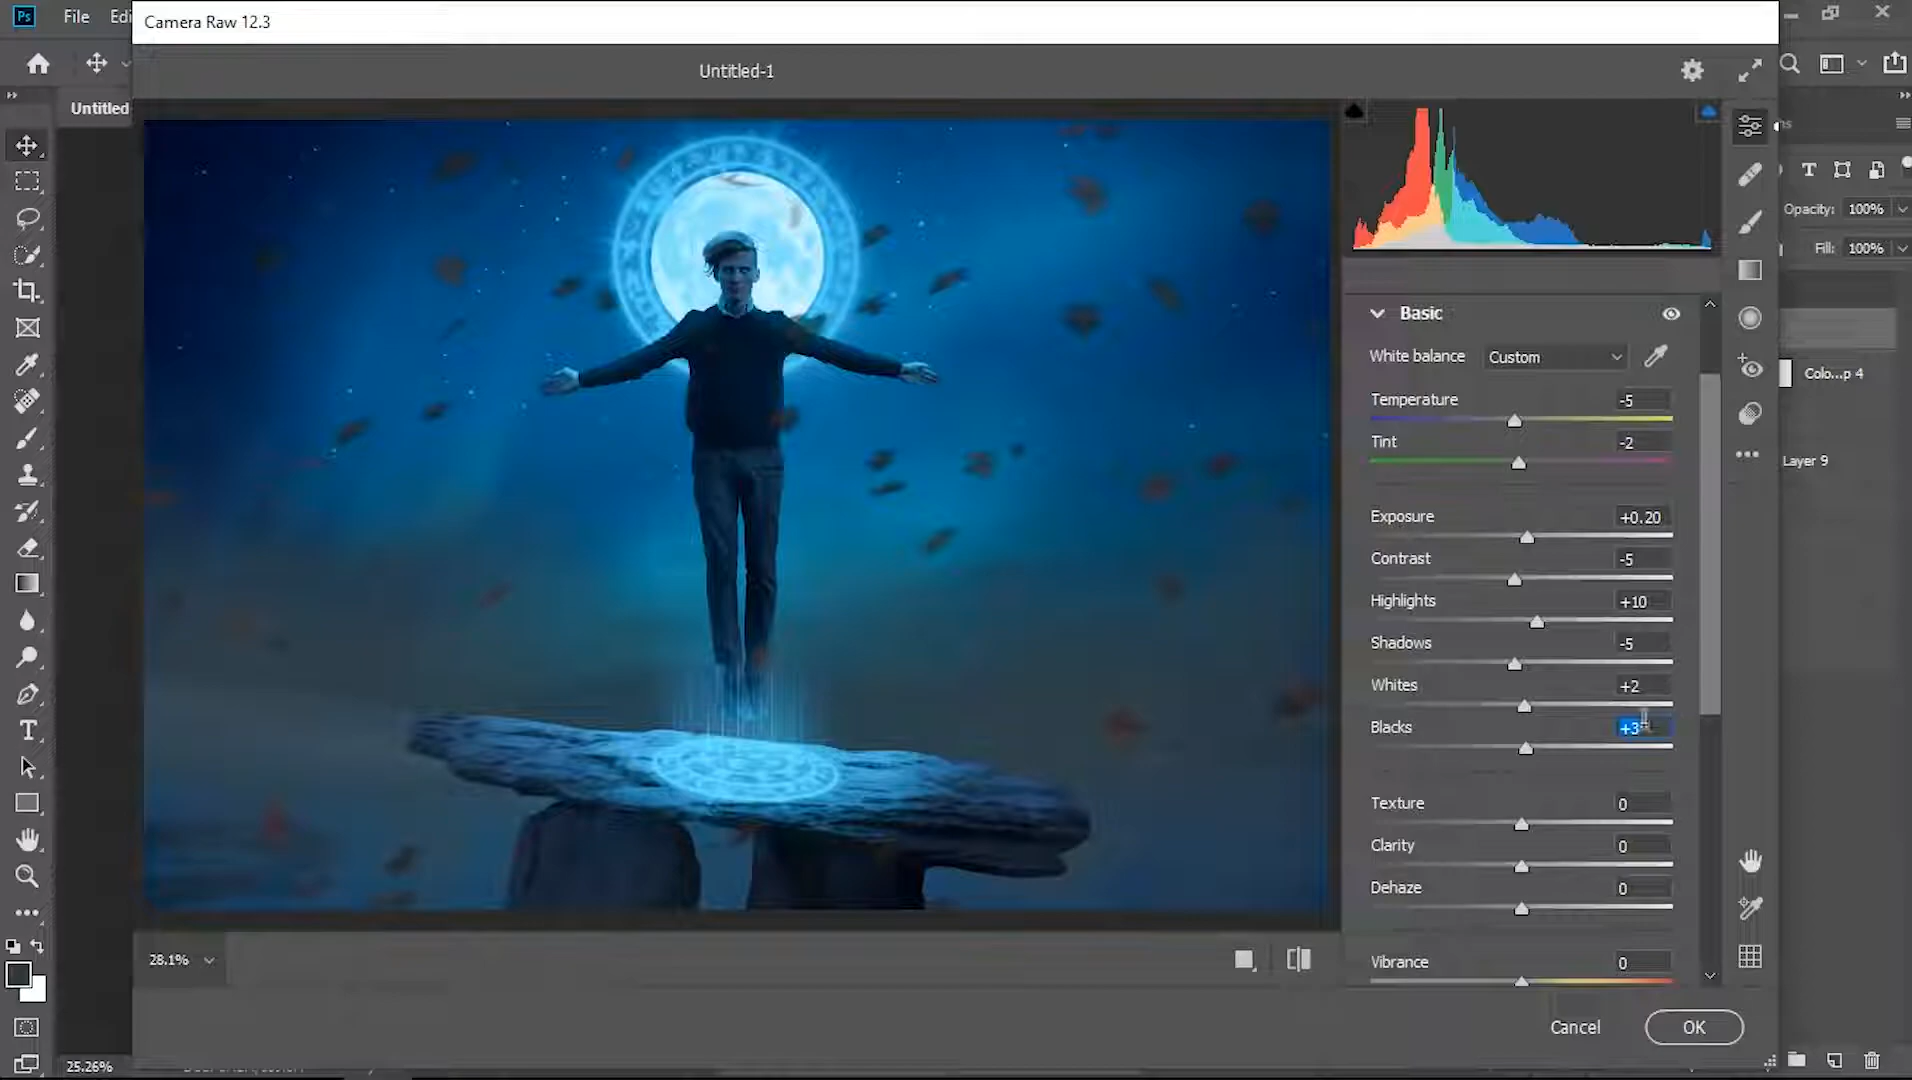 Ps File Edi
Camera Raw 12.3
Untitled-1
Untitled
ns
Basic
White balance Custom
Temperature -5
Tint -2
Exposure +0.20
Contrast -5
Highlights +10
Shadows -5
Whites +2
Blacks +3
Texture 0
Clarity 0
Dehaze 0
Vibrance 0
Opacity: 100%
Fill: 100%
Colo...p 4
Layer 9
28.1%
Cancel OK
25.26%